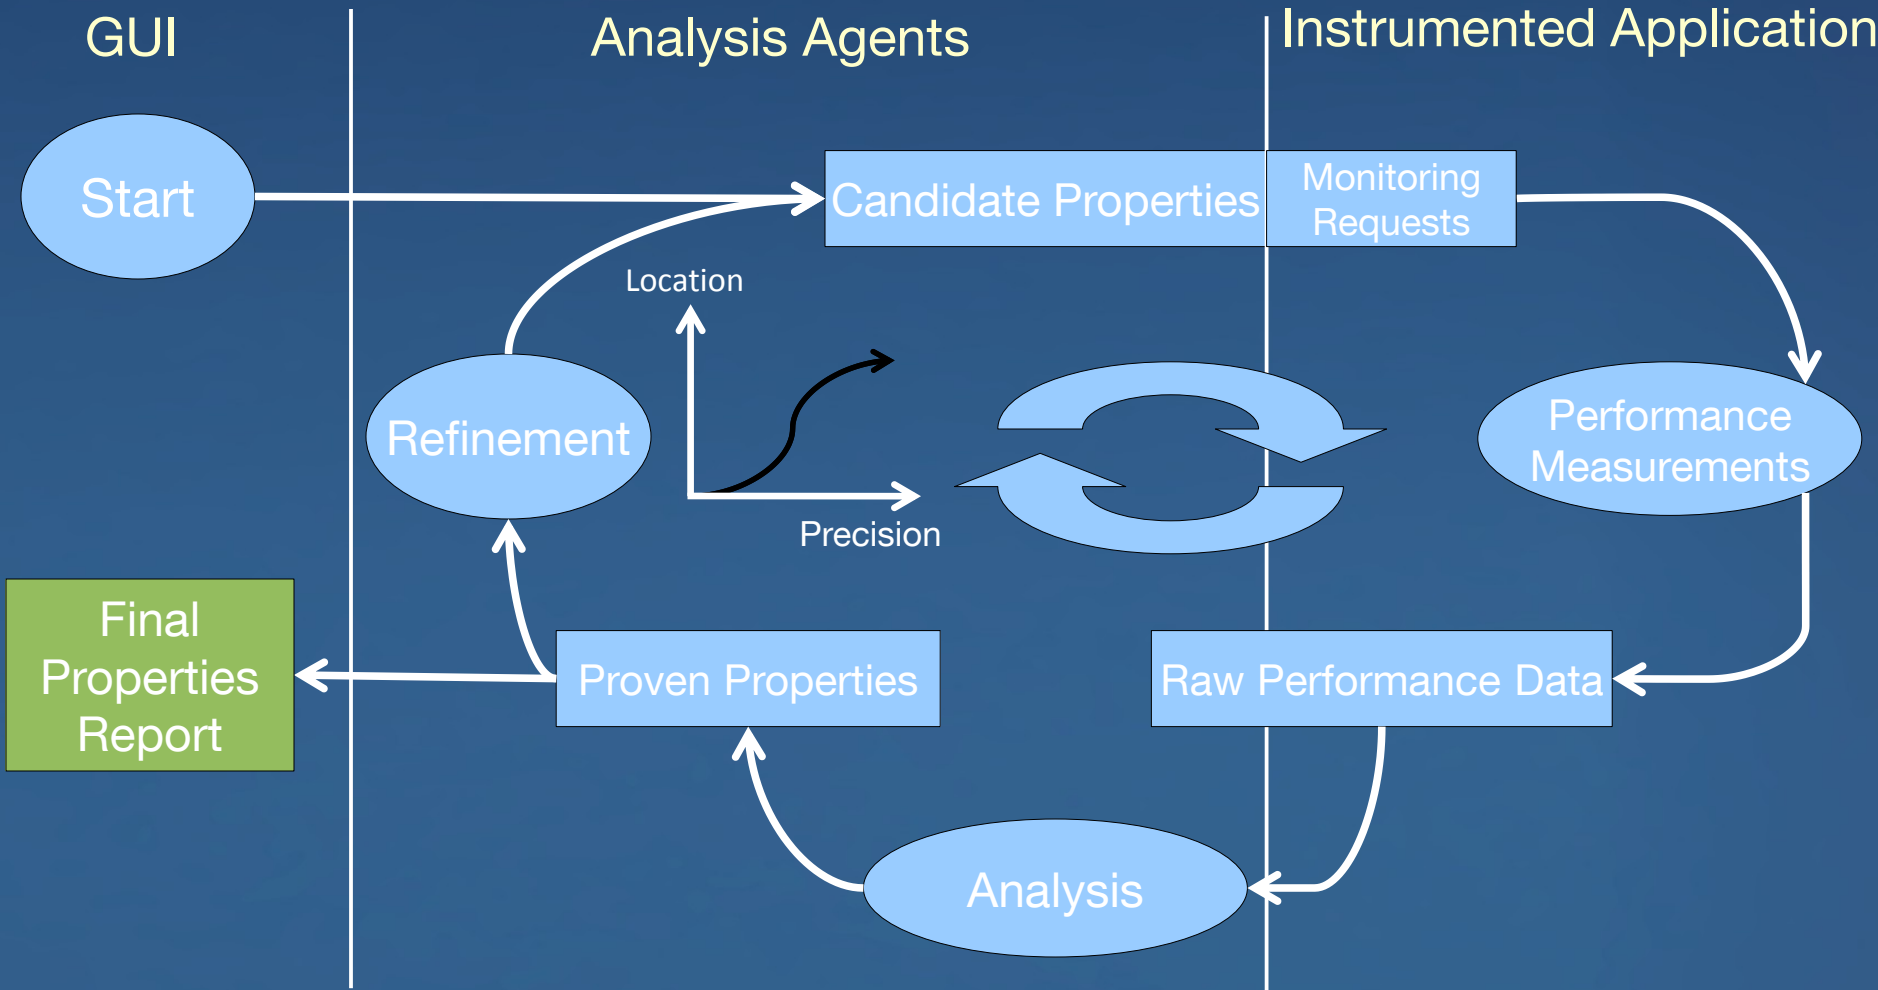 GUI
Analysis Agents
Instrumented Application
Start
Candidate Properties
Monitoring
Requests
Location
Refinement
Precision
Performance
Measurements
Final
Properties
Report
Proven Properties
Raw Performance Data
Analysis